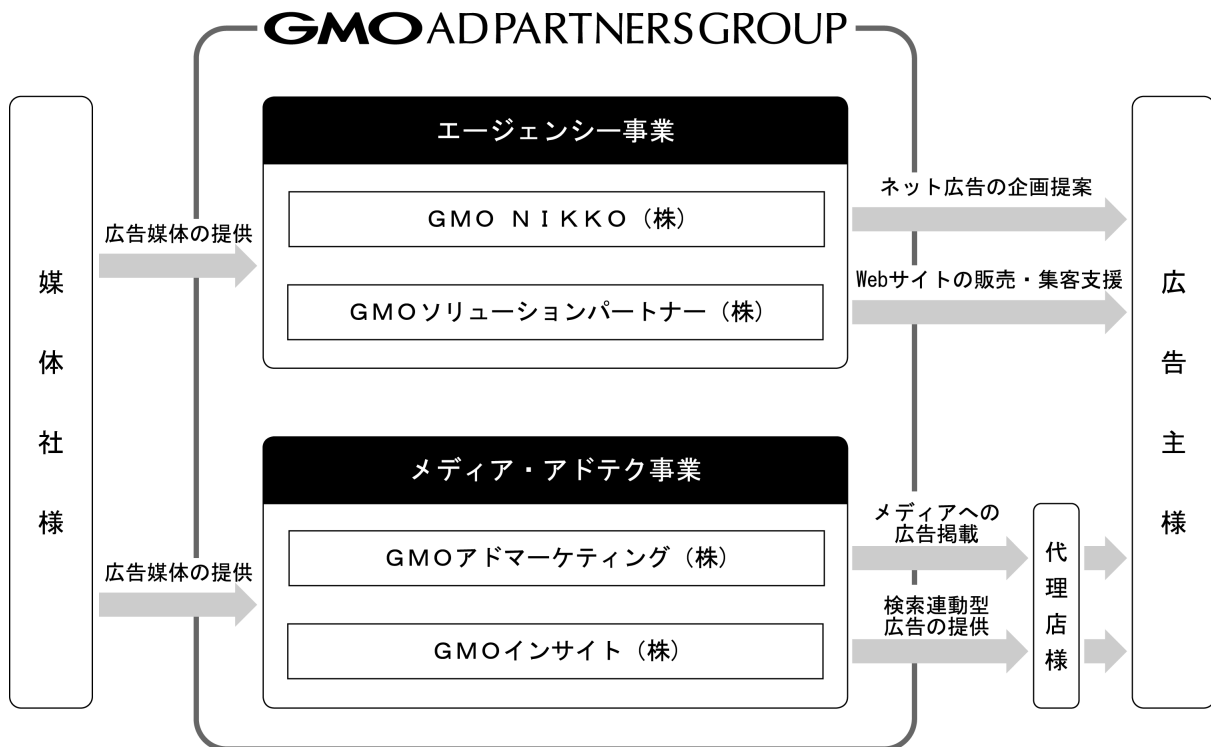 GMO AD PARTNERS GROUP
媒体社様
広告媒体の提供
エージェンシー事業
ＧＭＯ ＮＩＫＫＯ（株）
ＧＭＯソリューションパートナー（株）
ネット広告の企画提案
Webサイトの販売・集客支援
広告主様
広告媒体の提供
メディア・アドテク事業
ＧＭＯアドマーケティング（株）
ＧＭＯインサイト（株）
メディアへの
広告掲載
検索連動型
広告の提供
代理店様